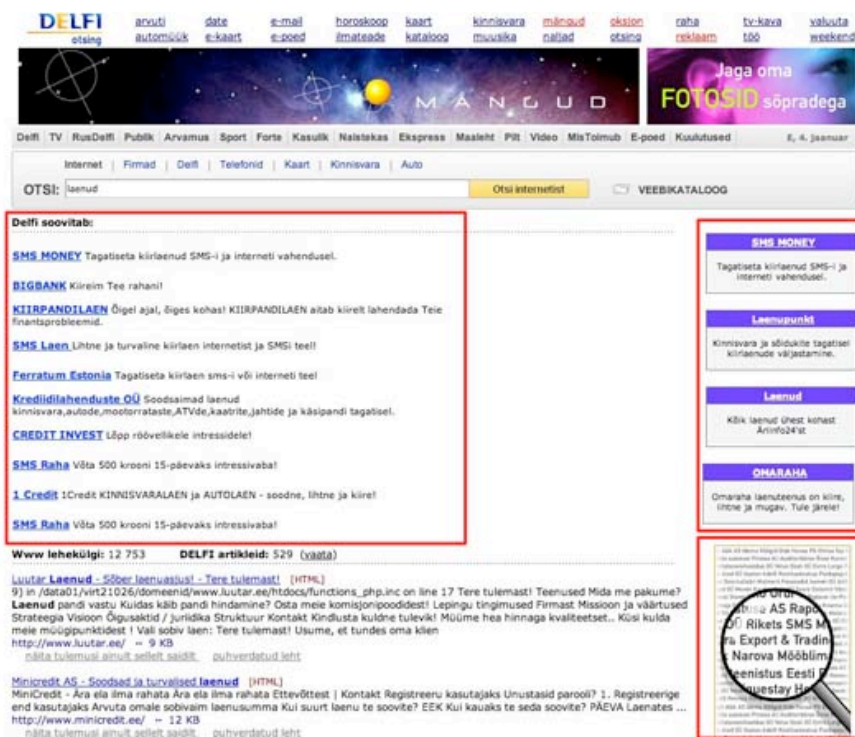 DELFI
otsing
arvuti date e-mail horoskoop kaart kinnisvara mängud oksjon raha tv-kava valuuta
automüük e-kaart e-poed ilmateade kataloog muusika naljad otsing reklaam töö weekend
MÄNGUD
Jaga oma
FOTOSID sõpradega
Delfi TV RusDelfi Publik Arvamus Sport Forte Kasulik Naistekas Ekspress Maaleht Pilt Video MisToimub E-poed Kuulutused E, 4. jaanuar
Internet | Firmad | Delfi | Telefonid | Kaart | Kinnisvara | Auto
OTSI: laenud Otsi internetist VEEBIKATALOOG
Delfi soovitab:
SMS MONEY Tagatiseta kiirlaenud SMS-i ja interneti vahendusel.
BIGBANK Kiireim Tee rahani!
KIIRPANDILAEN Õigel ajal, õiges kohas! KIIRPANDILAEN aitab kiirelt lahendada Teie
finantsprobleemid.
SMS Laen Lihtne ja turvaline kiirlaen internetist ja SMSi teel!
Ferratum Estonia Tagatiseta kiirlaen sms-i või interneti teel
Krediidilahenduste OÜ Soodsaimad laenud
kinnisvara,autode,mootorrataste,ATVde,kaatrite,jahtide ja käsipandi tagatisel.
CREDIT INVEST Lõpp röövellikele intressidele!
SMS Raha Võta 500 krooni 15-päevaks intressivaba!
1 Credit 1Credit KINNISVARALAEN ja AUTOLAEN - soodne, lihtne ja kiire!
SMS Raha Võta 500 krooni 15-päevaks intressivaba!
SMS MONEY
Tagatiseta kiirlaenud SMS-i ja
interneti vahendusel.
Laenupunkt
Kinnisvara ja sõidukite tagatisel
kiirlaenude väljastamine.
Laenud
Kõik laenud ühest kohast
Äriinfo24'st
OMARAHA
Omaraha laenuteenus on kiire,
lihtne ja mugav. Tule järele!
Www lehekülgi: 12 753 DELFI artikleid: 529 (vaata)
Luutar Laenud - Sõber laenuasjus! - Tere tulemast! [HTML]
9) in /data01/virt21026/domeenid/www.luutar.ee/htdocs/functions_php.inc on line 17 Tere tulemast! Teenused Mida me pakume?
Laenud pandi vastu Kuidas käib pandi hindamine? Osta meie komisjonipoodidest! Lepingu tingimused Firmast Missioon ja väärtused
Strateegia Visioon Õigusaktid / juriidika Struktuur Kontakt Kindlusta kuldne tulevik! Müüme hea hinnaga kvaliteetset.. Küsi kulda
meie müügipunktidest ! Vali sobiv laen: Tere tulemast! Usume, et tundes oma klien
http://www.luutar.ee/ -- 9 KB
näita tulemusi ainult sellelt saidilt puhverdatud leht
Minicredit AS - Soodsad ja turvalised laenud [HTML]
MiniCredit - Ära ela ilma rahata Ära ela ilma rahata Ettevõttest | Kontakt Registreeru kasutajaks Unustasid parooli? 1. Registreerige
end kasutajaks Arvuta omale sobivaim laenusumma Kui suurt laenu te soovite? EEK Kui kauaks te seda soovite? PÄEVA Laenates ...
http://www.minicredit.ee/ -- 12 KB
näita tulemusi ainult sellelt saidilt puhverdatud leht
AS Rapo
OÜ Rikets SMS M
ra Export & Tradin
Narova Mööblim
eenistus Eesti
questay